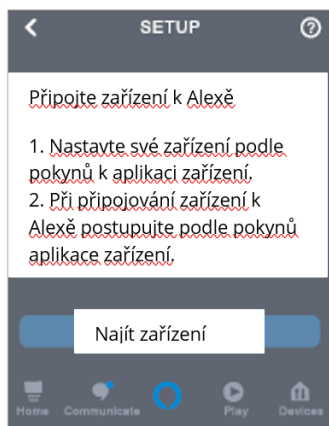 SETUP
Připojte zařízení k Alexě
1. Nastavte své zařízení podle
pokynů k aplikaci zařízení.
2. Při připojování zařízení k
Alexě postupujte podle pokynů
aplikace zařízení.
Najít zařízení
Home Communicate Play Devices